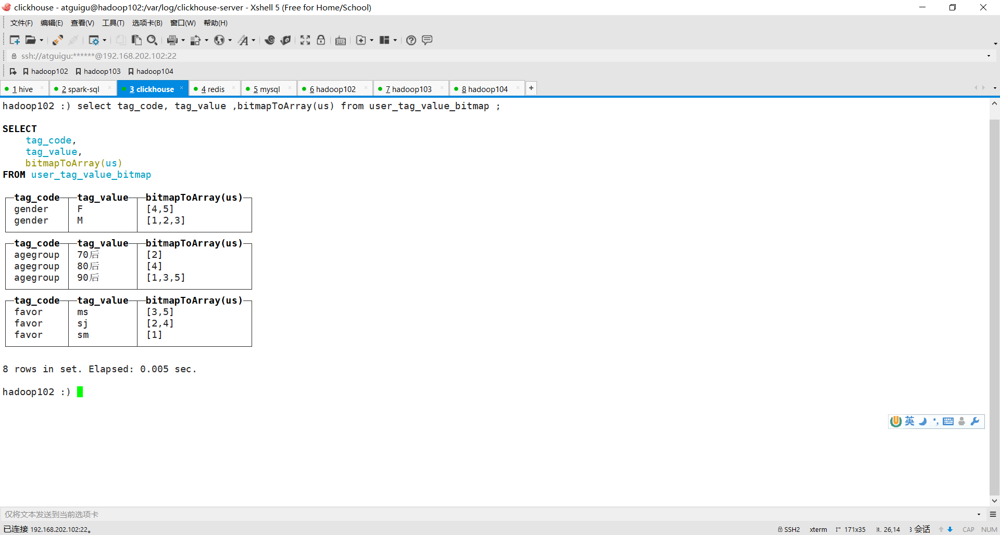 clickhouse - atguigu@hadoop102:/var/log/clickhouse-server - Xshell 5 (Free for Home/School)
文件(F) 编辑(E) 查看(V) 工具(T) 选项卡(B) 窗口(W) 帮助(H)
ssh://atguigu:******@192.168.202.102:22
hadoop102 hadoop103 hadoop104
1 hive 2 spark-sql 3 clickhouse 4 redis 5 mysql 6 hadoop102 7 hadoop103 8 hadoop104 +
hadoop102 :) select tag_code, tag_value ,bitmapToArray(us) from user_tag_value_bitmap ;
SELECT
tag_code,
tag_value,
bitmapToArray(us)
FROM user_tag_value_bitmap
tag_code tag_value bitmapToArray(us)
gender F [4,5]
gender M [1,2,3]
tag_code tag_value bitmapToArray(us)
agegroup 70后 [2]
agegroup 80后 [4]
agegroup 90后 [1,3,5]
tag_code tag_value bitmapToArray(us)
favor ms [3,5]
favor sj [2,4]
favor sm [1]
8 rows in set. Elapsed: 0.005 sec.
hadoop102 :)
英
仅将文本发送到当前选项卡
已连接 192.168.202.102:22。 SSH2 xterm 171x35 26,14 3 会话 CAP NUM